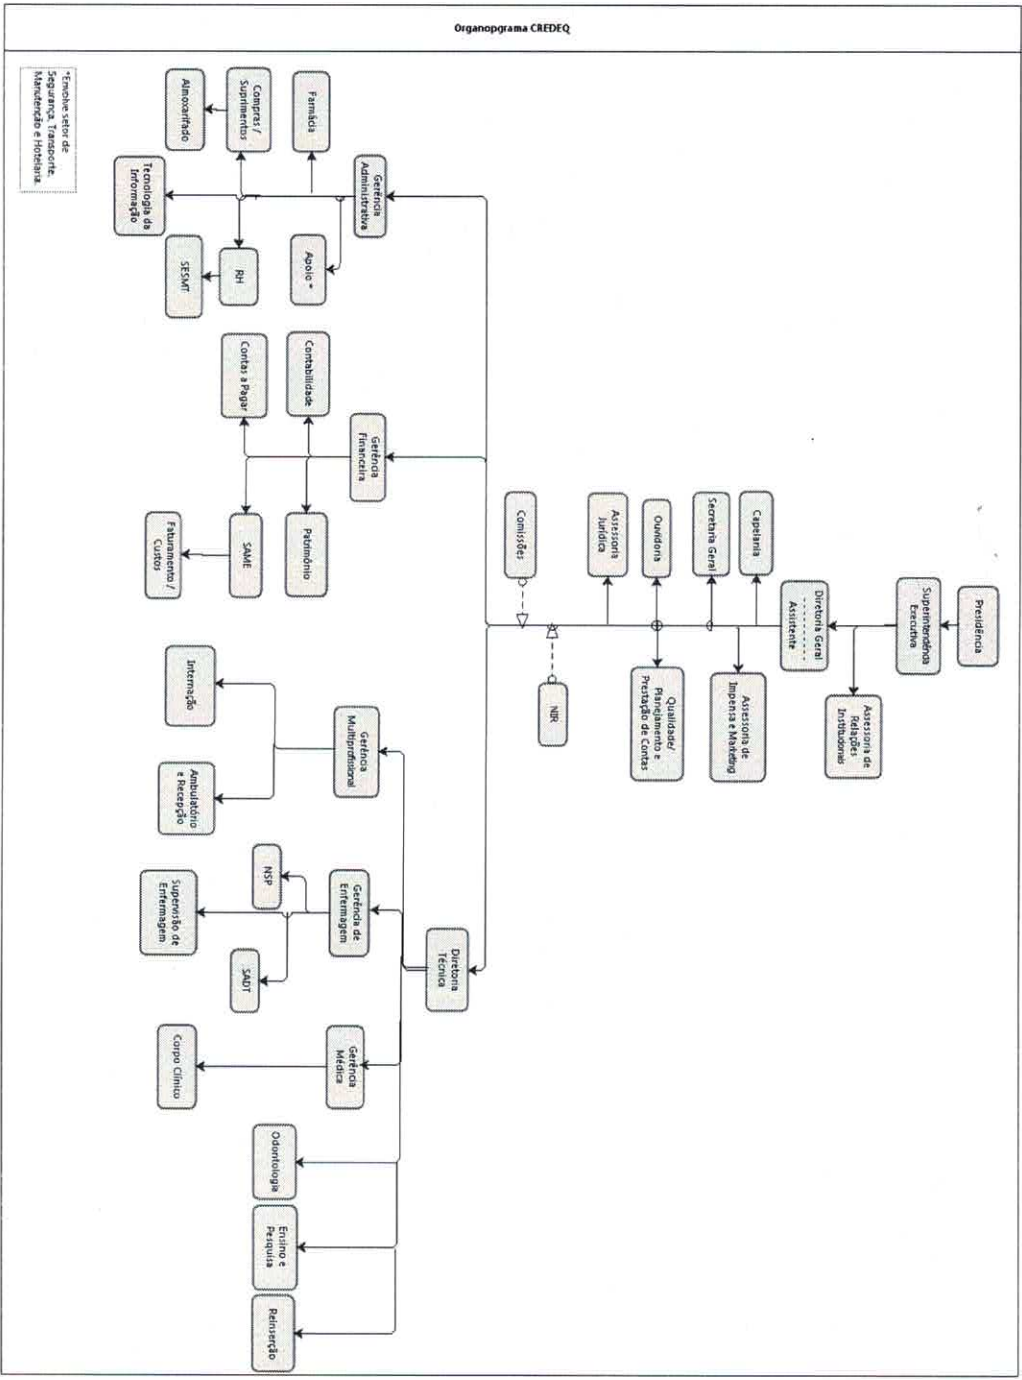 Organopgrama CREDEQ
Presidência
Superintendência
Executiva
Assessoria de
Relações
Institudonais
Diretoria Geral
- - - - - - - - - -
Assistente
Capelania
Secretaria Geral
Assessoria de
Impensa e Marketing
Ouvidoria
Qualidade/
Planejamento e
Prestação de Contas
Assessoria
Jurídica
Comissões
NIR
Gerência
Administrativa
Farmácia
Apoio*
Compras /
Suprimentos
Almoxarifado
RH
SESMT
Tecnologia da
Informação
Gerência
Financeira
Contabilidade
Patrimônio
Contas a Pagar
SAME
Faturamento /
Custos
Diretoria
Técnica
Gerência
Multiprofissional
Internação
Ambulatório
e Recepção
Gerência de
Enfermagem
NSP
SADT
Supervisão de
Enfermagem
Gerência
Médica
Corpo Clínico
Odontologia
Ensino e
Pesquisa
Reinserção
*Envolve setor de
Segurança, Transporte,
Manutenção e Hotelaria.